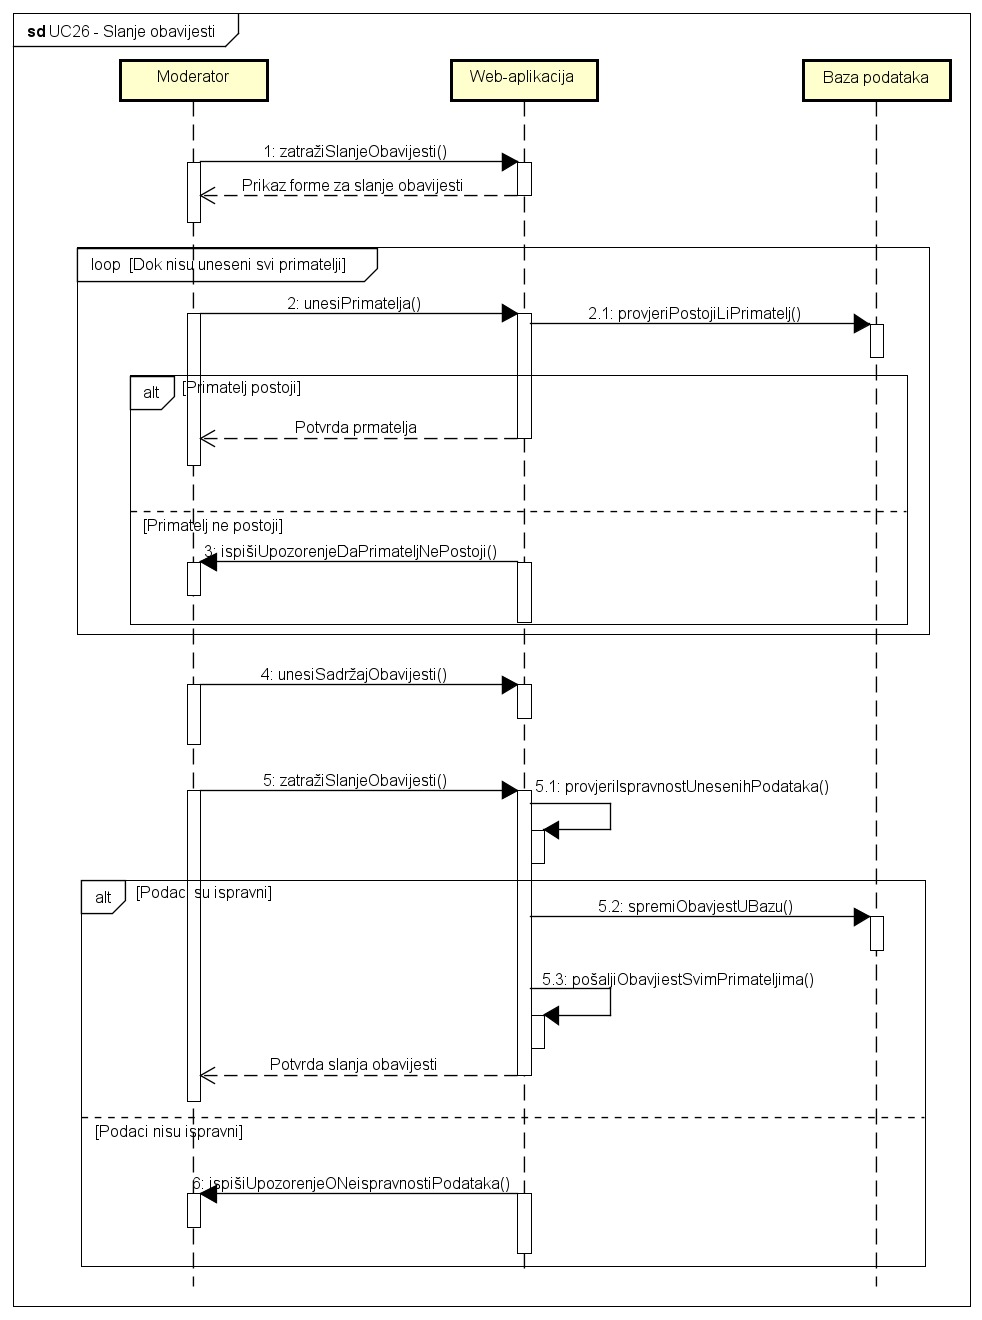 sd UC26 - Slanje obavijesti
Moderator
Web-aplikacija
Baza podataka
1: zatražiSlanjeObavijesti()
Prikaz forme za slanje obavijesti
loop [Dok nisu uneseni svi primatelji]
2: unesiPrimatelja()
2.1: provjeriPostojiLiPrimatelj()
alt [Primatelj postoji]
Potvrda prmatelja
[Primatelj ne postoji]
3: ispišiUpozorenjeDaPrimateljNePostoji()
4: unesiSadržajObavijesti()
5: zatražiSlanjeObavijesti()
5.1: provjeriIspravnostUnesenihPodataka()
alt [Podaci su ispravni]
5.2: spremiObavjestUBazu()
5.3: pošaljiObavjiestSvimPrimateljima()
Potvrda slanja obavijesti
[Podaci nisu ispravni]
6: ispišiUpozorenjeONeispravnostiPodataka()